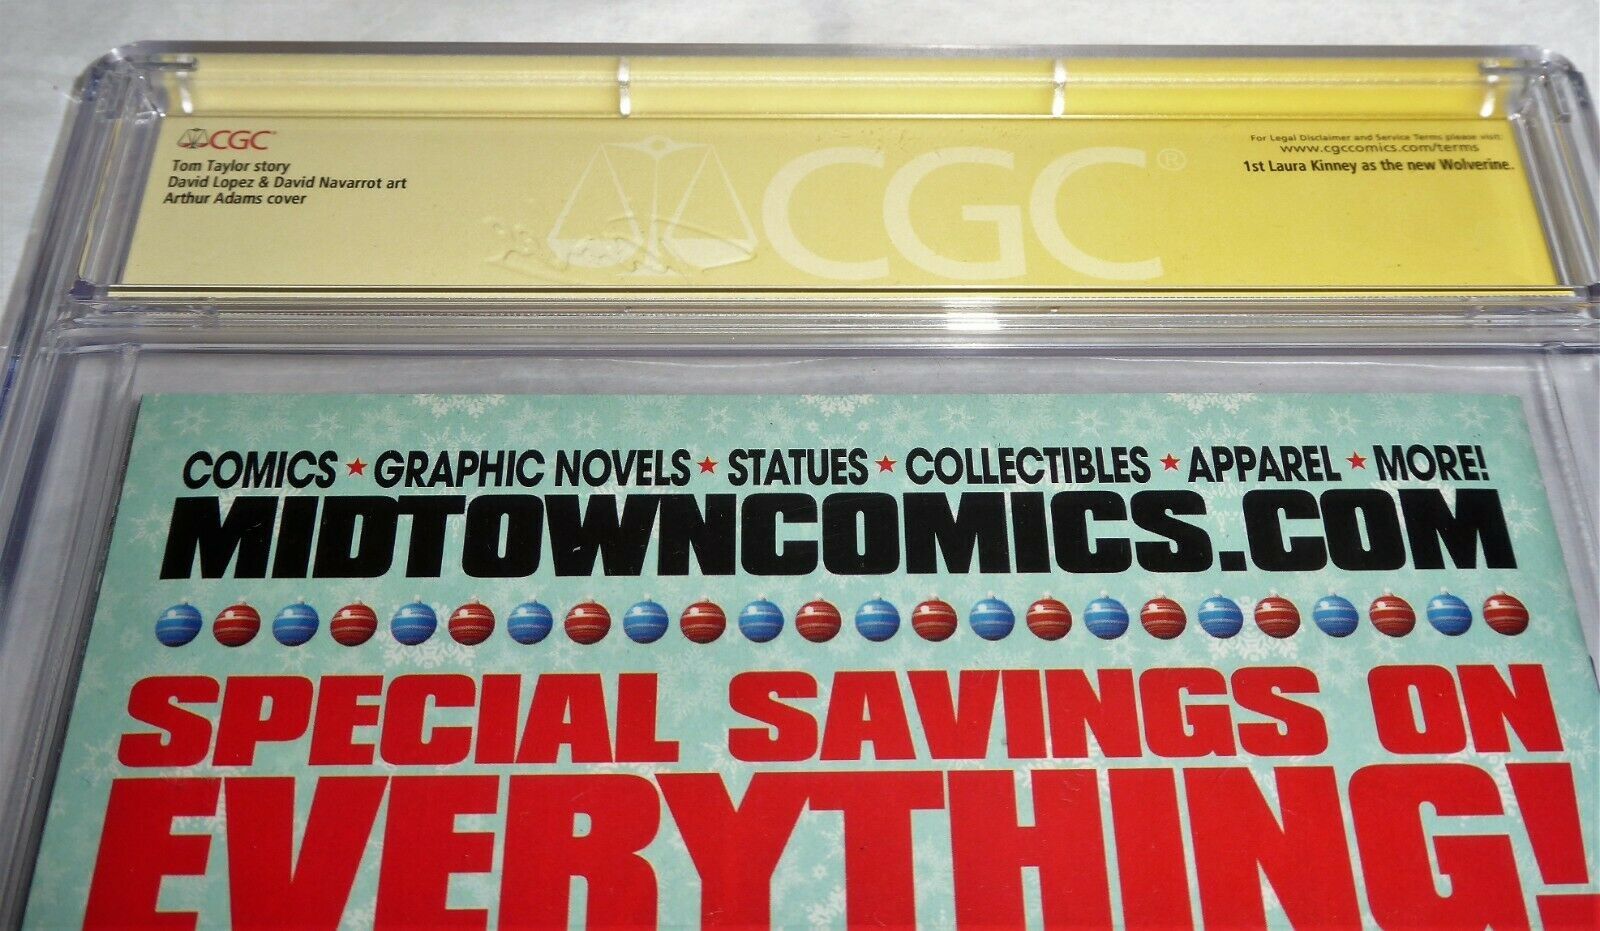 CGC
Tom Taylor story
David Lopez & David Navarrot art
Arthur Adams cover
CGC®
For Legal Disclaimer and Service Terms please visit:
www.cgccomics.com/terms
1st Laura Kinney as the new Wolverine.
COMICS ★ GRAPHIC NOVELS ★ STATUES ★ COLLECTIBLES ★ APPAREL ★ MORE!
MIDTOWNCOMICS.COM
SPECIAL SAVINGS ON
EVERYTHING!